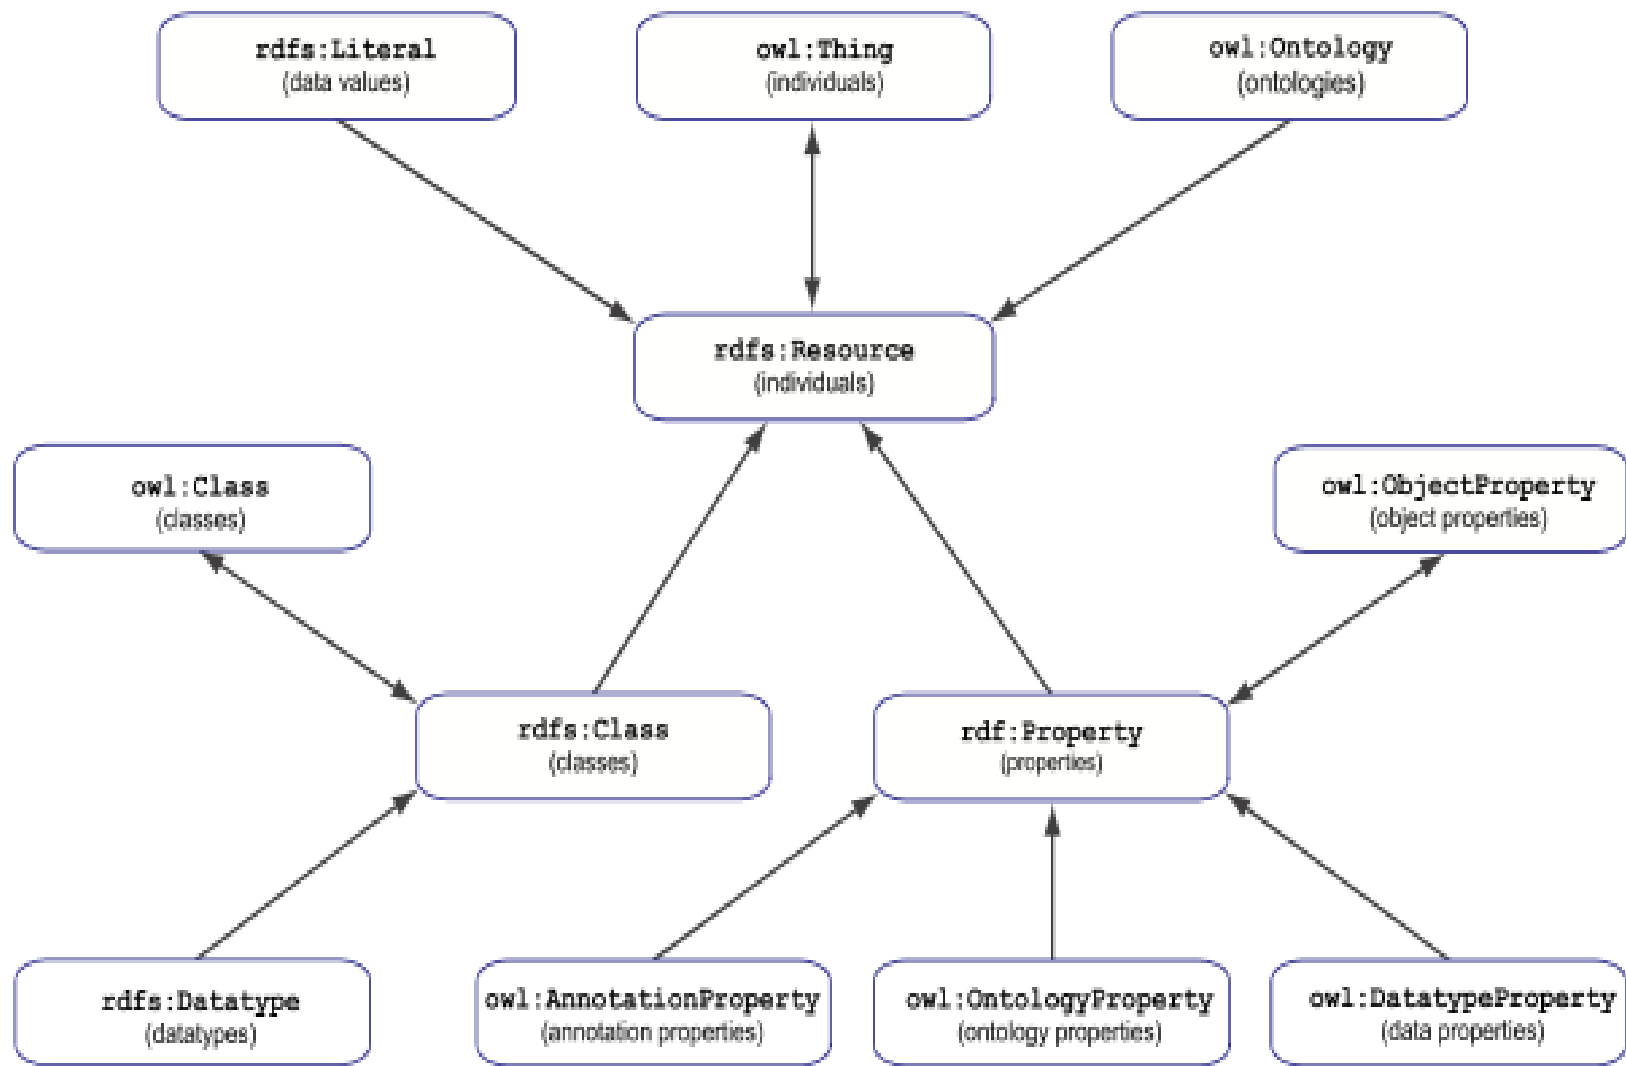 rdfs:Literal
(data values)
owl:Thing
(individuals)
owl:Ontology
(ontologies)
rdfs:Resource
(individuals)
owl:Class
(classes)
owl:ObjectProperty
(object properties)
rdfs:Class
(classes)
rdf:Property
(properties)
rdfs:Datatype
(datatypes)
owl:AnnotationProperty
(annotation properties)
owl:OntologyProperty
(ontology properties)
owl:DatatypeProperty
(data properties)